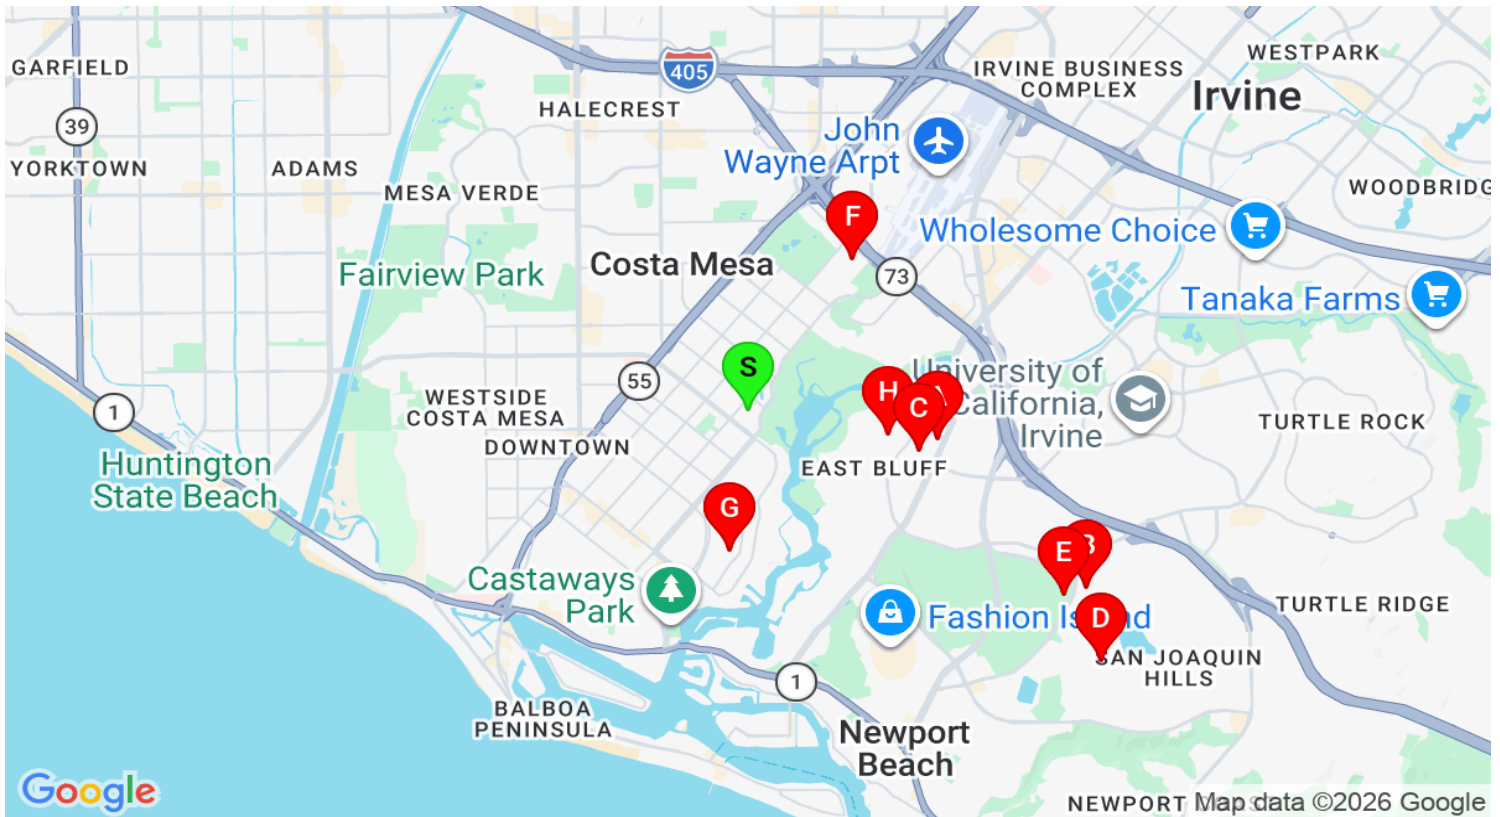 GARFIELD
39
YORKTOWN
ADAMS
HALECREST
MESA VERDE
405
John
Wayne Arpt
IRVINE BUSINESS
COMPLEX
WESTPARK
Irvine
WOODBRIDG
F
Wholesome Choice
Costa Mesa
Fairview Park
73
Tanaka Farms
S
55
1
WESTSIDE
COSTA MESA
DOWNTOWN
H
C
A
University of
California,
Irvine
TURTLE ROCK
EAST BLUFF
Huntington
State Beach
G
E
B
Castaways
Park
Fashion Island
D
TURTLE RIDGE
SAN JOAQUIN
HILLS
1
BALBOA
PENINSULA
Newport
Beach
Google
NEWPORT
Map data ©2026 Google